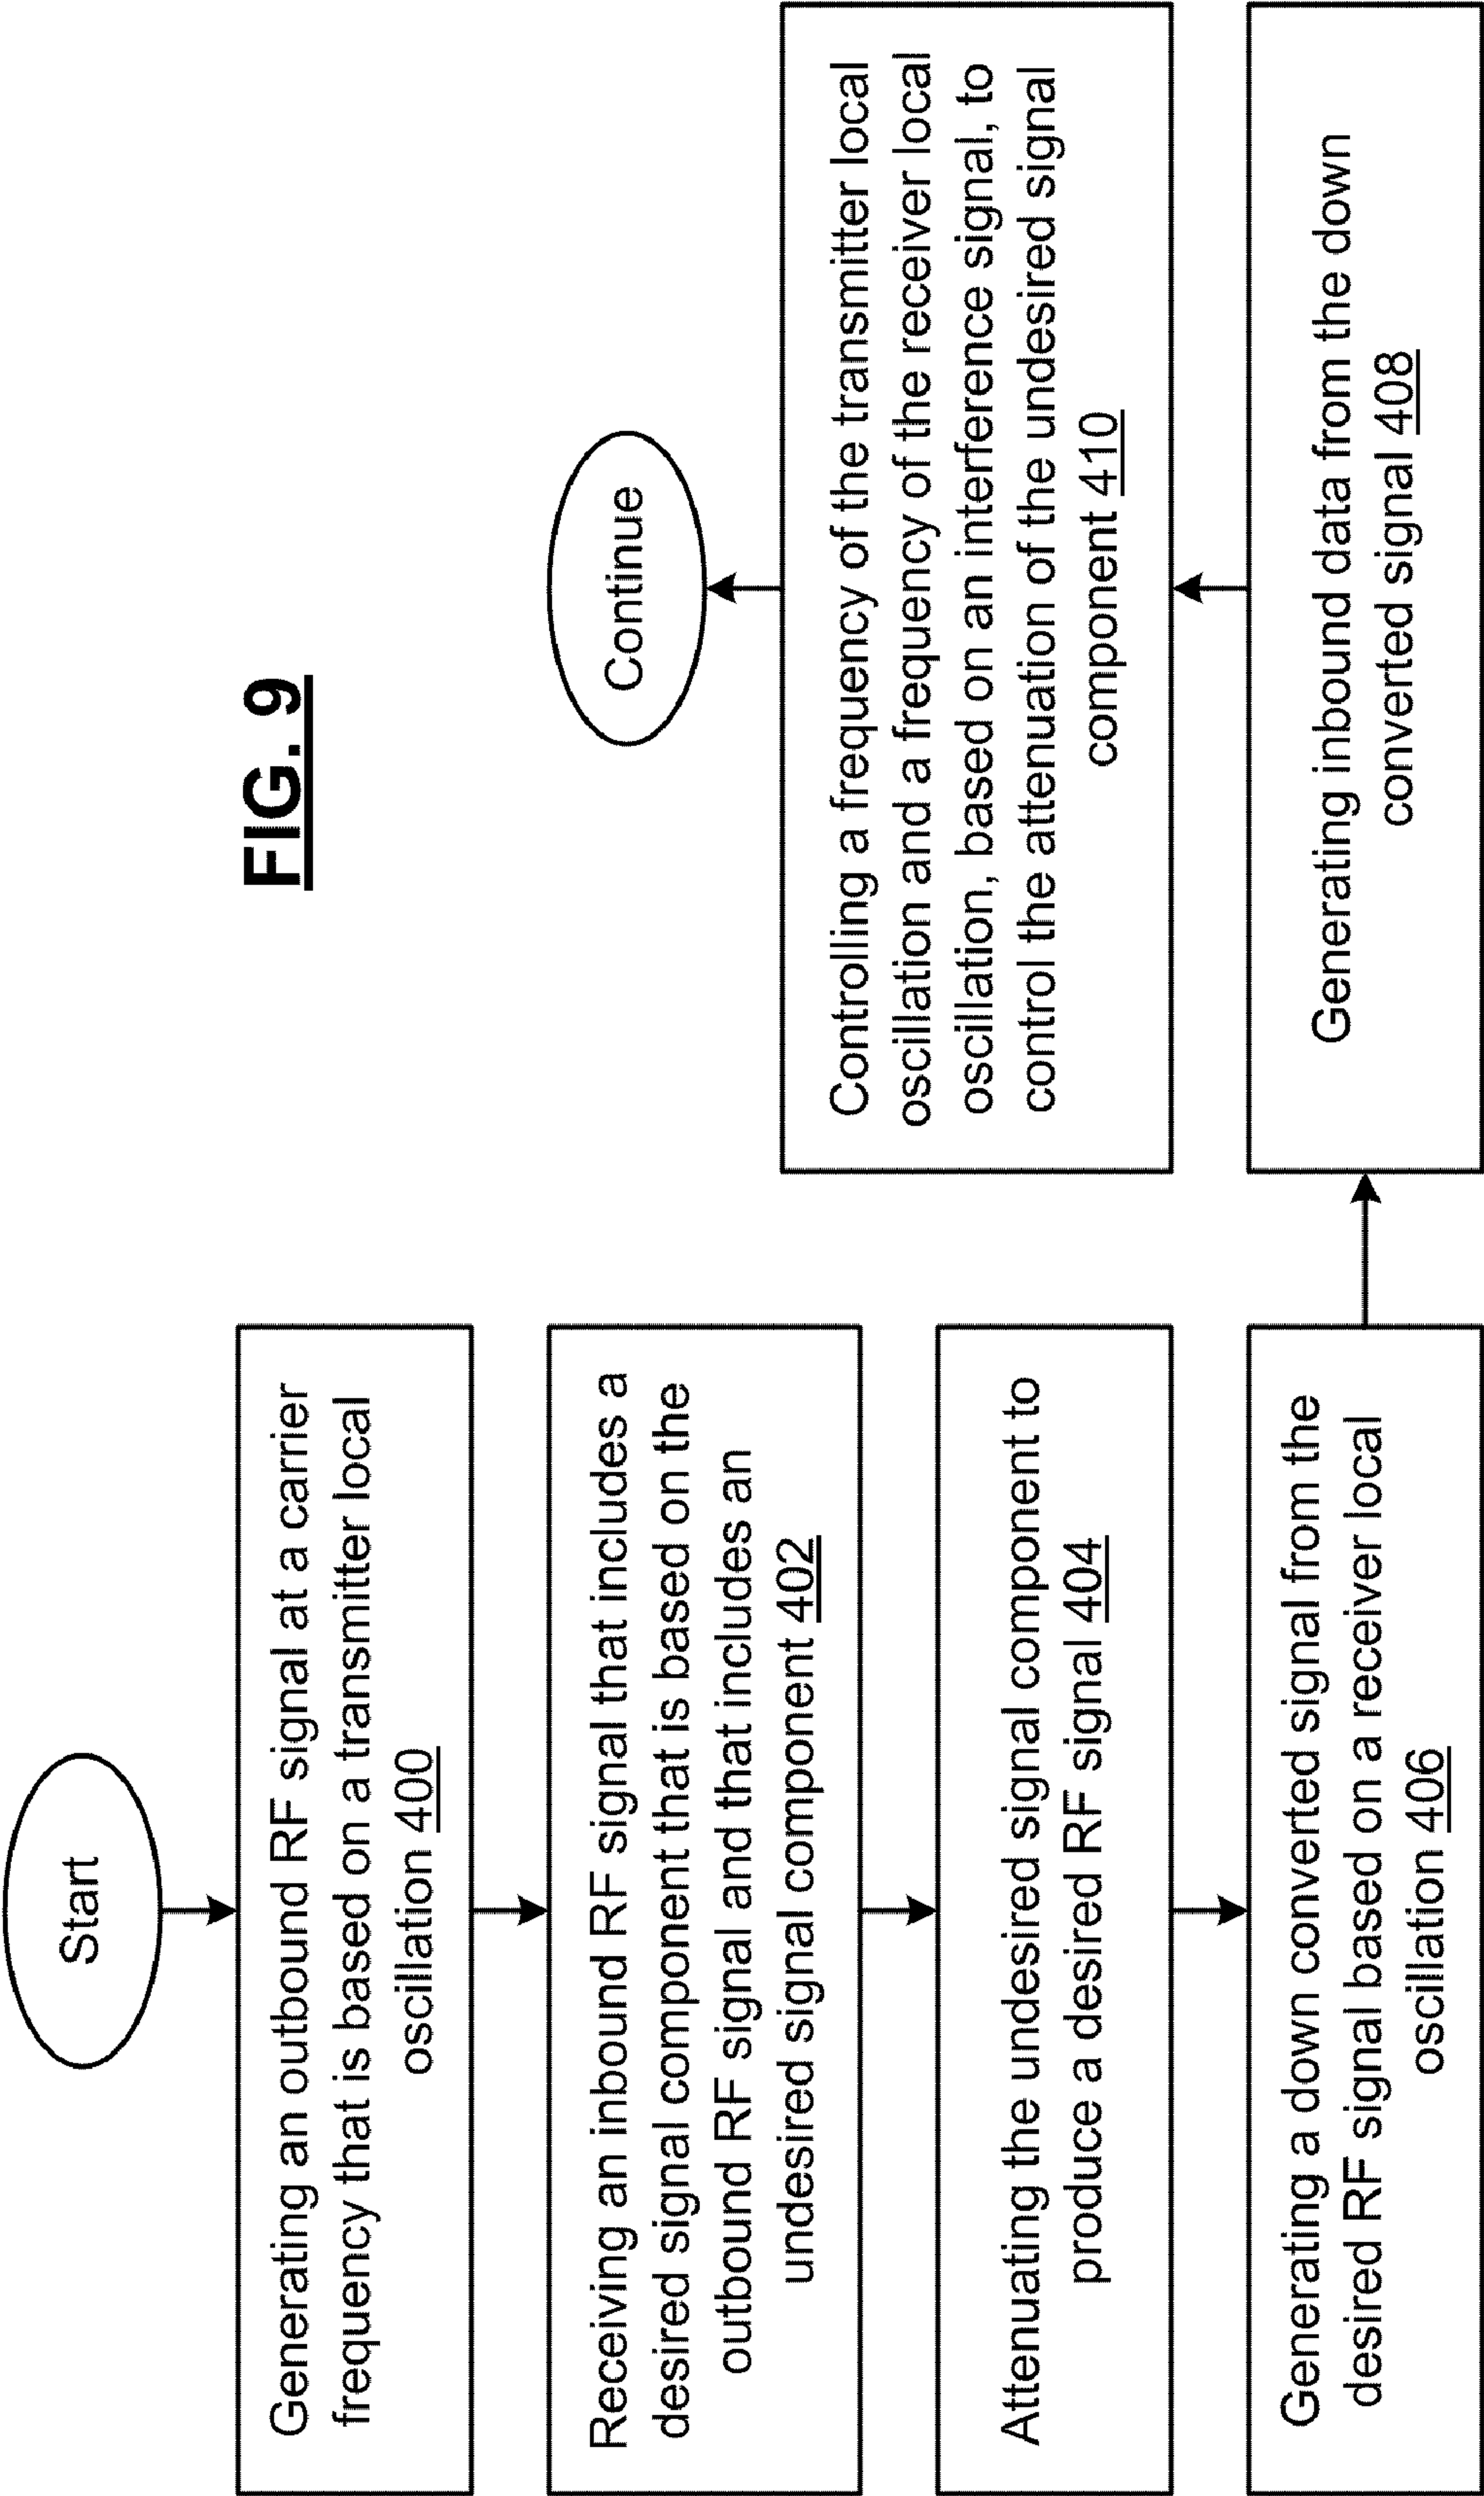 FIG. 9
Start
Generating an outbound RF signal at a carrier
frequency that is based on a transmitter local
oscillation 400
Receiving an inbound RF signal that includes a
desired signal component that is based on the
outbound RF signal and that includes an
undesired signal component 402
Attenuating the undesired signal component to
produce a desired RF signal 404
Generating a down converted signal from the
desired RF signal based on a receiver local
oscillation 406
Generating inbound data from the down
converted signal 408
Controlling a frequency of the transmitter local
oscillation and a frequency of the receiver local
oscillation, based on an interference signal, to
control the attenuation of the undesired signal
component 410
Continue